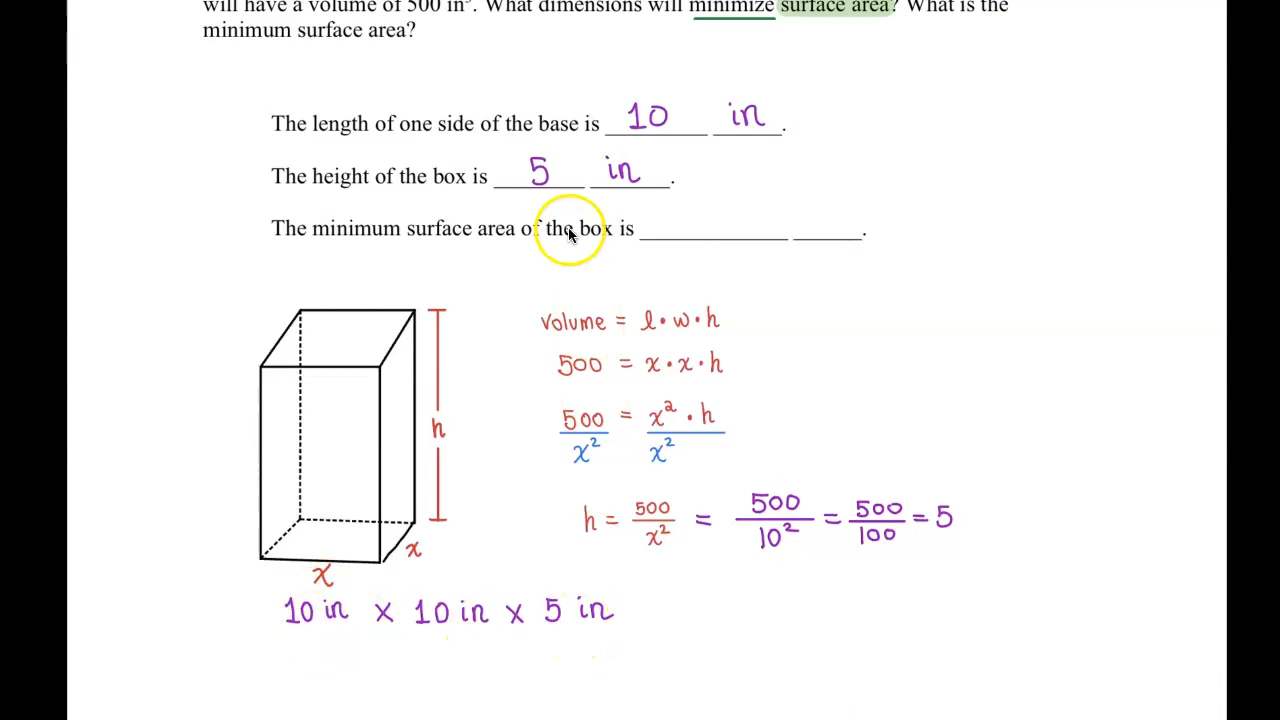 will have a volume of 500 in³. What dimensions will minimize surface area? What is the
minimum surface area?
The length of one side of the base is 10 in.
The height of the box is 5 in.
The minimum surface area of the box is ____________ ______.
volume = l · w · h
500 = x · x · h
500 / x² = x² · h / x²
h = 500 / x² = 500 / 10² = 500 / 100 = 5
h
x
x
10 in x 10 in x 5 in